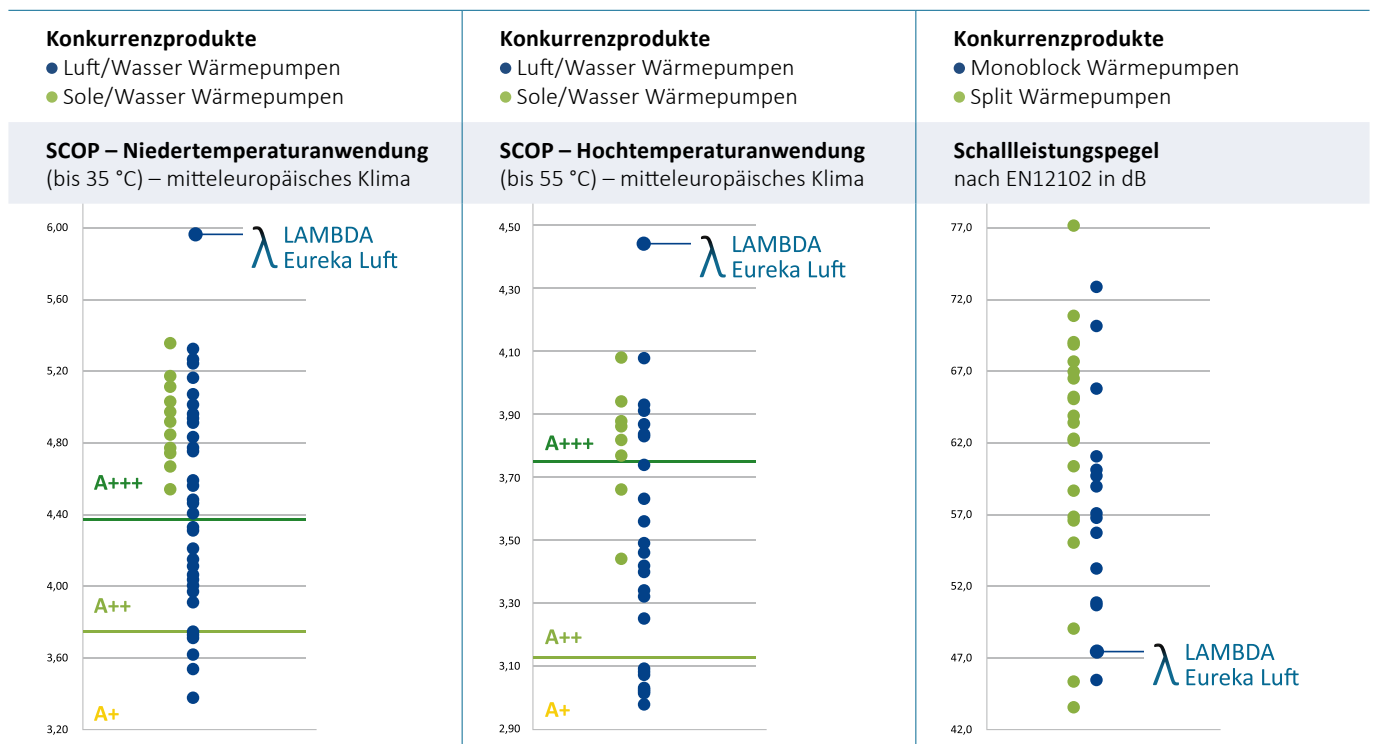 Konkurrenzprodukte
Luft/Wasser Wärmepumpen
Sole/Wasser Wärmepumpen
SCOP – Niedertemperaturanwendung
(bis 35 °C) – mitteleuropäisches Klima
6,00
5,60
5,20
4,80
4,40
4,00
3,60
3,20
λ LAMBDA
Eureka Luft
A+++
A++
A+
Konkurrenzprodukte
Luft/Wasser Wärmepumpen
Sole/Wasser Wärmepumpen
SCOP – Hochtemperaturanwendung
(bis 55 °C) – mitteleuropäisches Klima
4,50
4,30
4,10
3,90
3,70
3,50
3,30
3,10
2,90
λ LAMBDA
Eureka Luft
A+++
A++
A+
Konkurrenzprodukte
Monoblock Wärmepumpen
Split Wärmepumpen
Schallleistungspegel
nach EN12102 in dB
77,0
72,0
67,0
62,0
57,0
52,0
47,0
42,0
λ LAMBDA
Eureka Luft